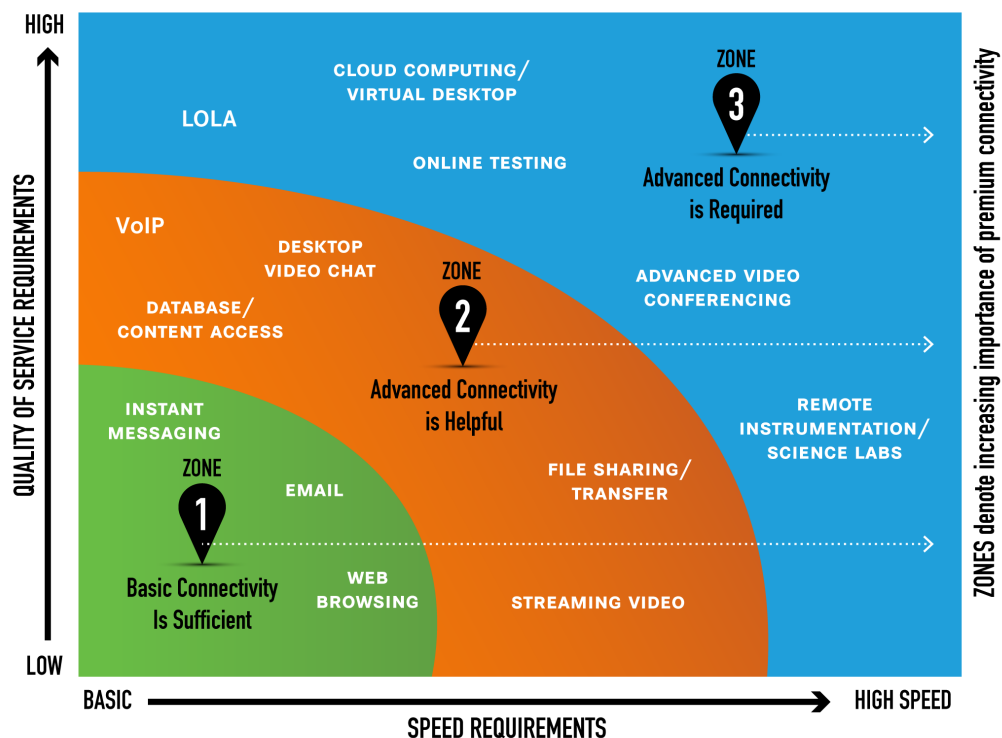 HIGH
QUALITY OF SERVICE REQUIREMENTS
LOW
LOLA
CLOUD COMPUTING/
VIRTUAL DESKTOP
ONLINE TESTING
ZONE
3
Advanced Connectivity
is Required
ADVANCED VIDEO
CONFERENCING
REMOTE
INSTRUMENTATION/
SCIENCE LABS
VoIP
DESKTOP
VIDEO CHAT
DATABASE/
CONTENT ACCESS
ZONE
2
Advanced Connectivity
is Helpful
FILE SHARING/
TRANSFER
STREAMING VIDEO
INSTANT
MESSAGING
ZONE
1
Basic Connectivity
Is Sufficient
EMAIL
WEB
BROWSING
ZONES denote increasing importance of premium connectivity
BASIC
HIGH SPEED
SPEED REQUIREMENTS